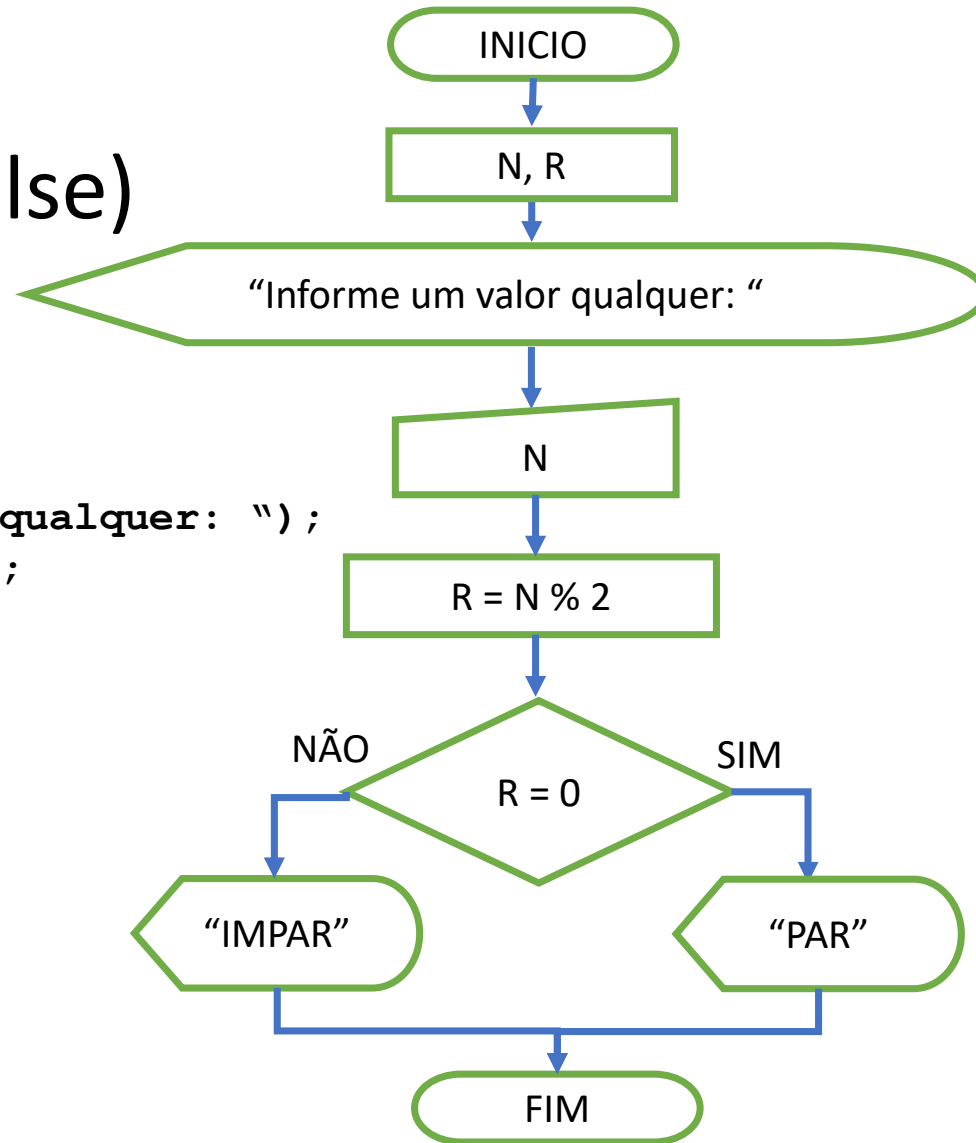 INICIO
N, R
lse)
“Informe um valor qualquer: “
N
qualquer: “);
;
R = N % 2
NÃO
SIM
R = 0
“IMPAR”
“PAR”
FIM